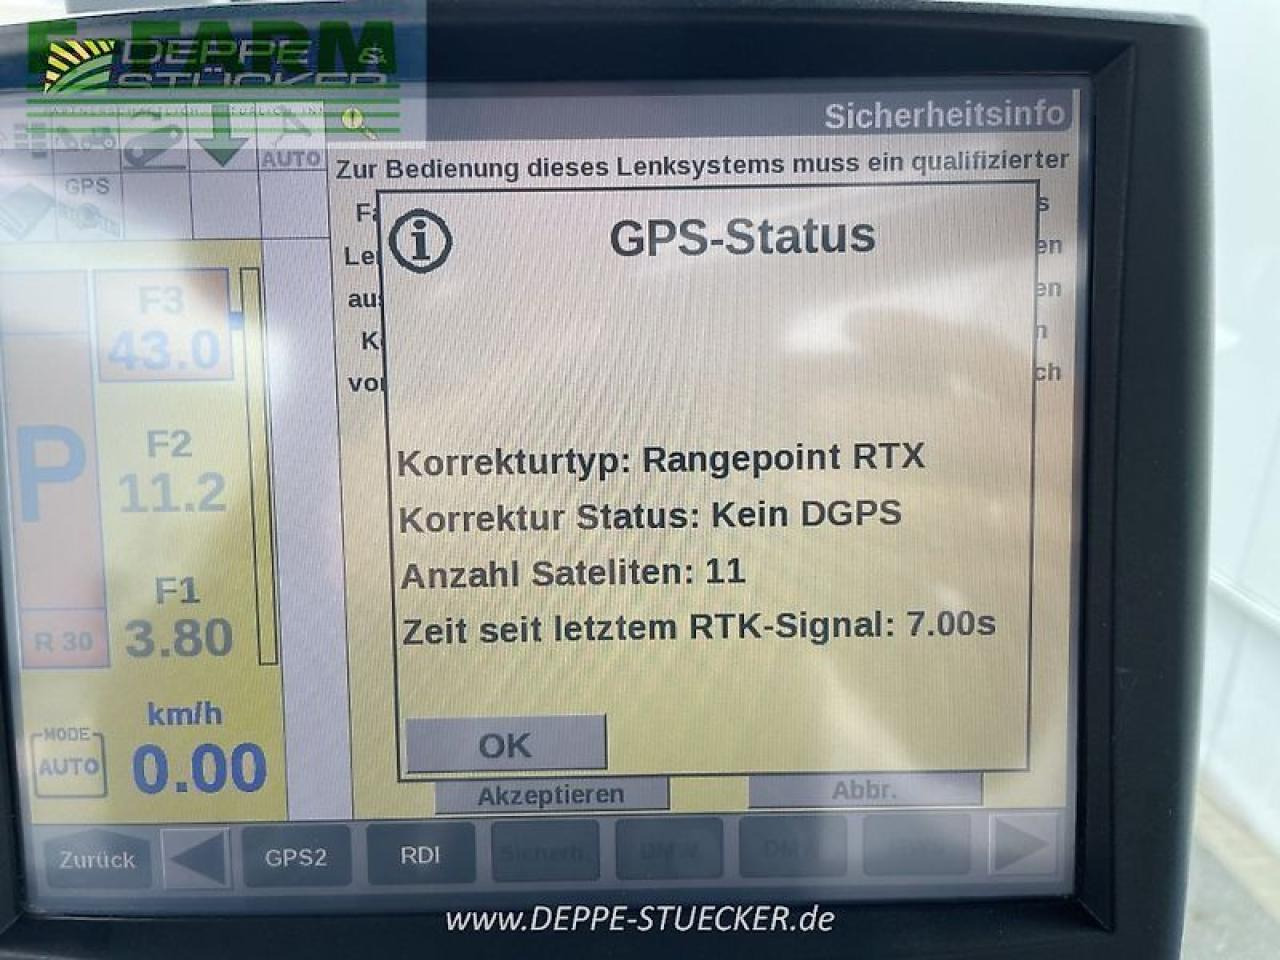 E-FARM
DEPPE &
STÜCKER
Sicherheitsinfo
AUTO
Zur Bedienung dieses Lenksystems muss ein qualifizierter
GPS
GPS-Status
F3
43.0
Korrekturtyp: Rangepoint RTX
P
F2
11.2
Korrektur Status: Kein DGPS
Anzahl Sateliten: 11
F1
3.80
R 30
Zeit seit letztem RTK-Signal: 7.00s
km/h
MODE
AUTO
0.00
OK
Akzeptieren
Abbr.
Zurück
GPS2
RDI
Sicherh.
www.DEPPE-STUECKER.de